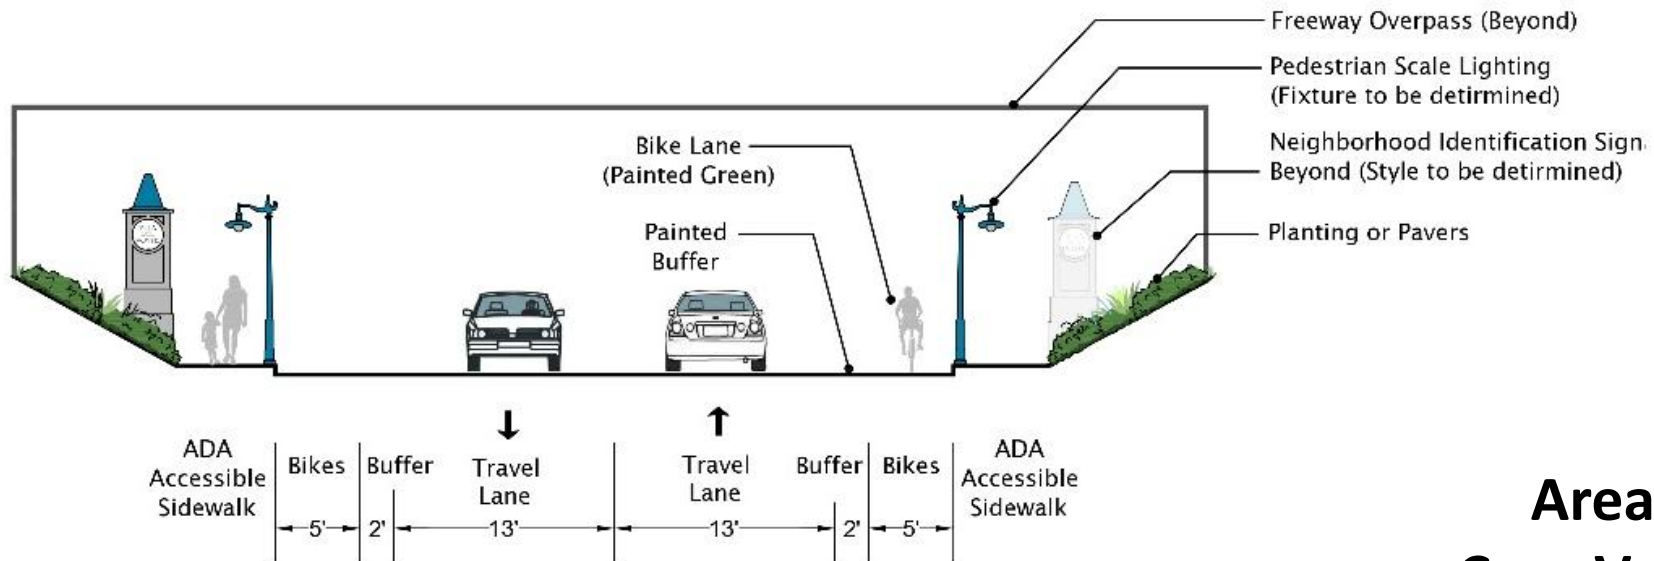 Freeway Overpass (Beyond)
Pedestrian Scale Lighting
(Fixture to be detirmined)
Neighborhood Identification Sign
Beyond (Style to be detirmined)
Planting or Pavers
Bike Lane
(Painted Green)
Painted
Buffer
ADA
Accessible
Sidewalk
Bikes
Buffer
Travel
Lane
Travel
Lane
Buffer
Bikes
ADA
Accessible
Sidewalk
5' 2' 13' 13' 2' 5'
Area